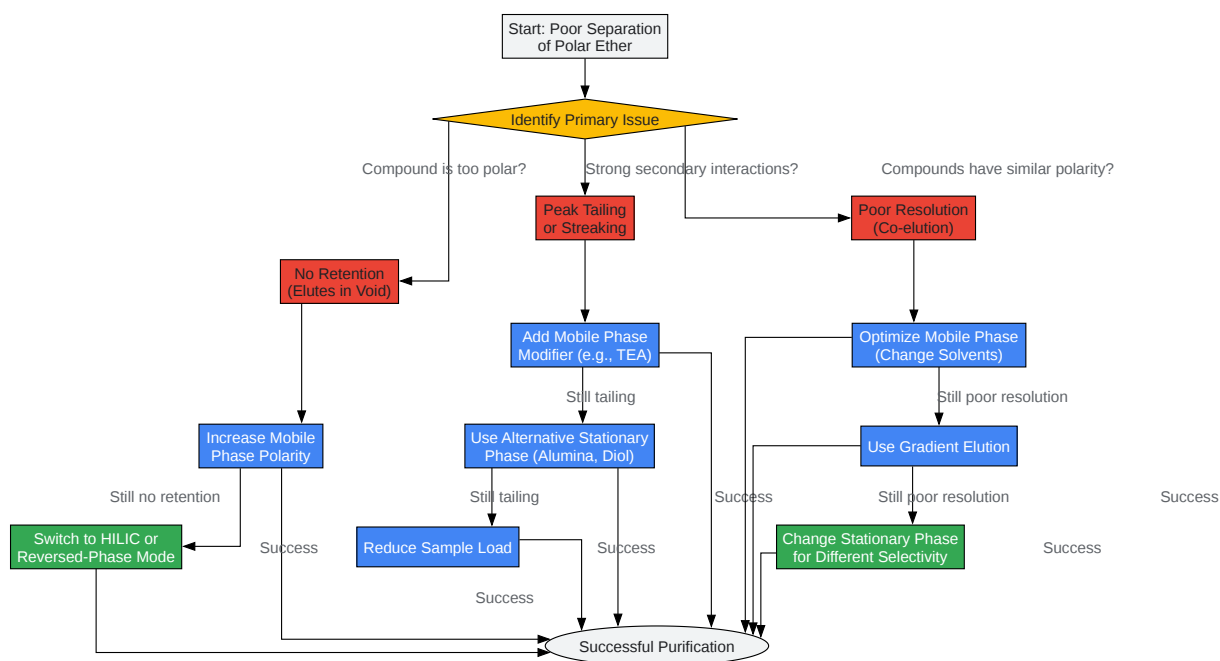 Start: Poor Separation
of Polar Ether
Identify Primary Issue
Compound is too polar?
Strong secondary interactions?
Compounds have similar polarity?
Peak Tailing
or Streaking
Poor Resolution
(Co-elution)
No Retention
(Elutes in Void)
Add Mobile Phase
Modifier (e.g., TEA)
Optimize Mobile Phase
(Change Solvents)
Still tailing
Still poor resolution
Increase Mobile
Phase Polarity
Use Alternative Stationary
Phase (Alumina, Diol)
Use Gradient Elution
Still no retention
Still tailing
Success
Still poor resolution
Success
Switch to HILIC or
Reversed-Phase Mode
Success
Reduce Sample Load
Success
Change Stationary Phase
for Different Selectivity
Success
Success
Successful Purification